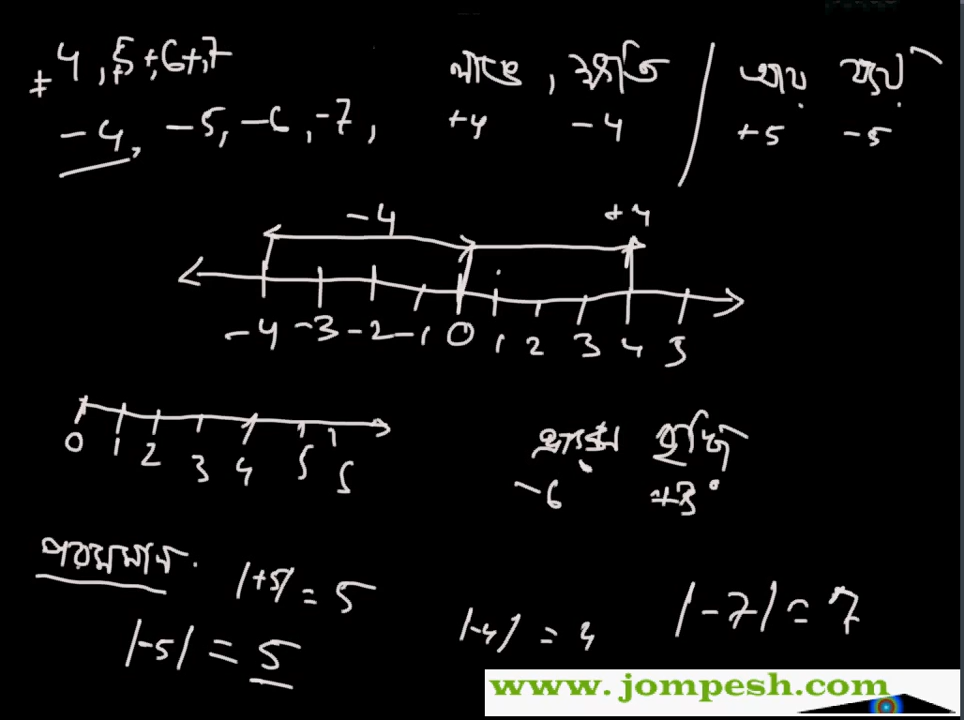 +4, 5+, 6+, 7
-4, -5, -6, -7,
লাভ, ক্ষতি / আয় ব্যয়
+4 -4 +5 -5
-4 +4
-4 -3 -2 -1 0 1 2 3 4 5
0 1 2 3 4 5 5
হ্রাস বৃদ্ধি
-6 +3
পরমমান
|+5| = 5
|-5| = 5
|-4| = 4
|-7| = 7
www.jompesh.com